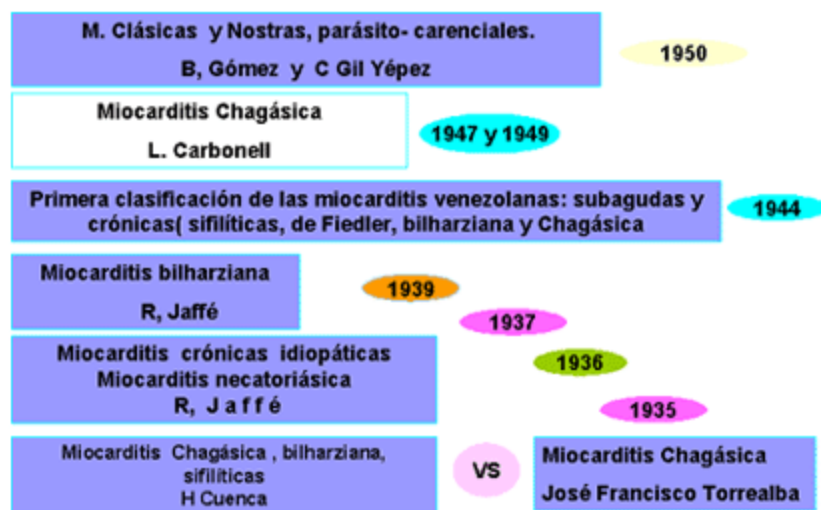 M. Clásicas y Nostras, parásito- carenciales.
B, Gómez y C Gil Yépez
1950
Miocarditis Chagásica
L. Carbonell
1947 y 1949
Primera clasificación de las miocarditis venezolanas: subagudas y
crónicas( sifilíticas, de Fiedler, bilharziana y Chagásica
1944
Miocarditis bilharziana
R, Jaffé
1939
1937
Miocarditis crónicas idiopáticas
Miocarditis necatoriásica
R, J a f f é
1936
1935
Miocarditis Chagásica , bilharziana,
sifilíticas
H Cuenca
VS
Miocarditis Chagásica
José Francisco Torrealba